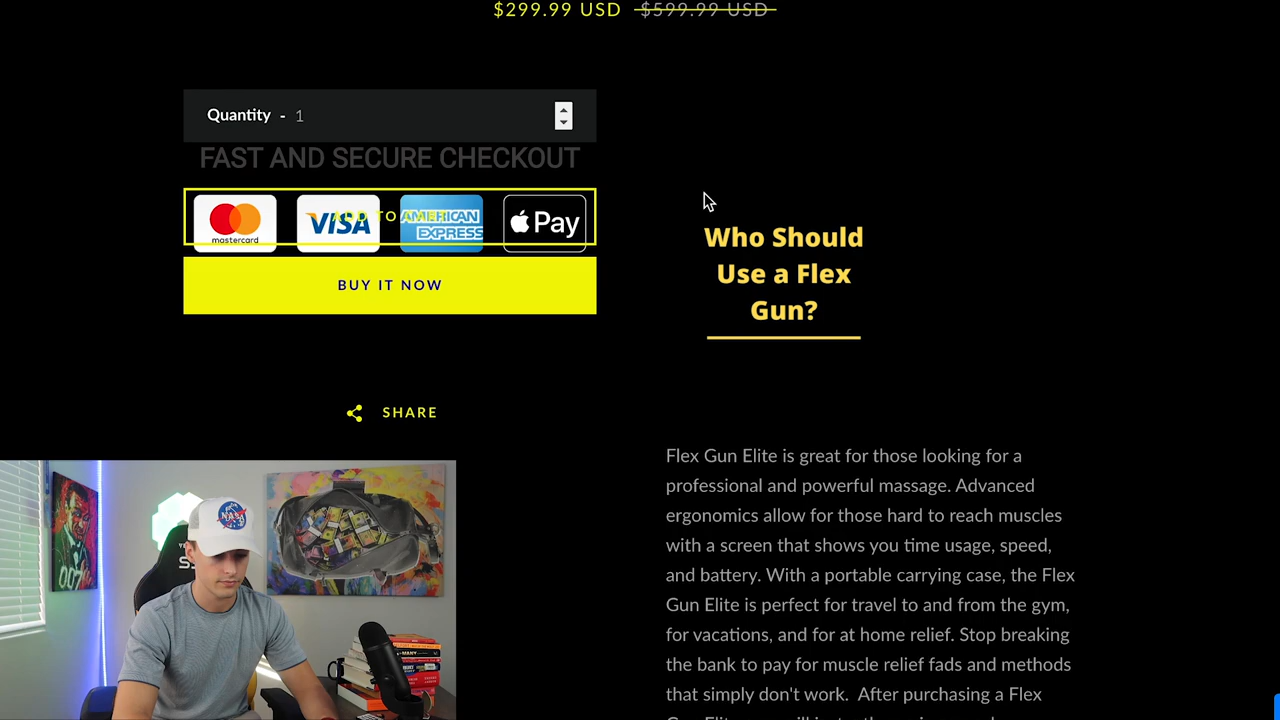 $299.99 USD $599.99 USD
Quantity - 1
FAST AND SECURE CHECKOUT
ADD TO CART
mastercard
VISA
AMERICAN
EXPRESS
Pay
BUY IT NOW
SHARE
Who Should
Use a Flex
Gun?
Flex Gun Elite is great for those looking for a
professional and powerful massage. Advanced
ergonomics allow for those hard to reach muscles
with a screen that shows you time usage, speed,
and battery. With a portable carrying case, the Flex
Gun Elite is perfect for travel to and from the gym,
for vacations, and for at home relief. Stop breaking
the bank to pay for muscle relief fads and methods
that simply don't work. After purchasing a Flex
NASA
007